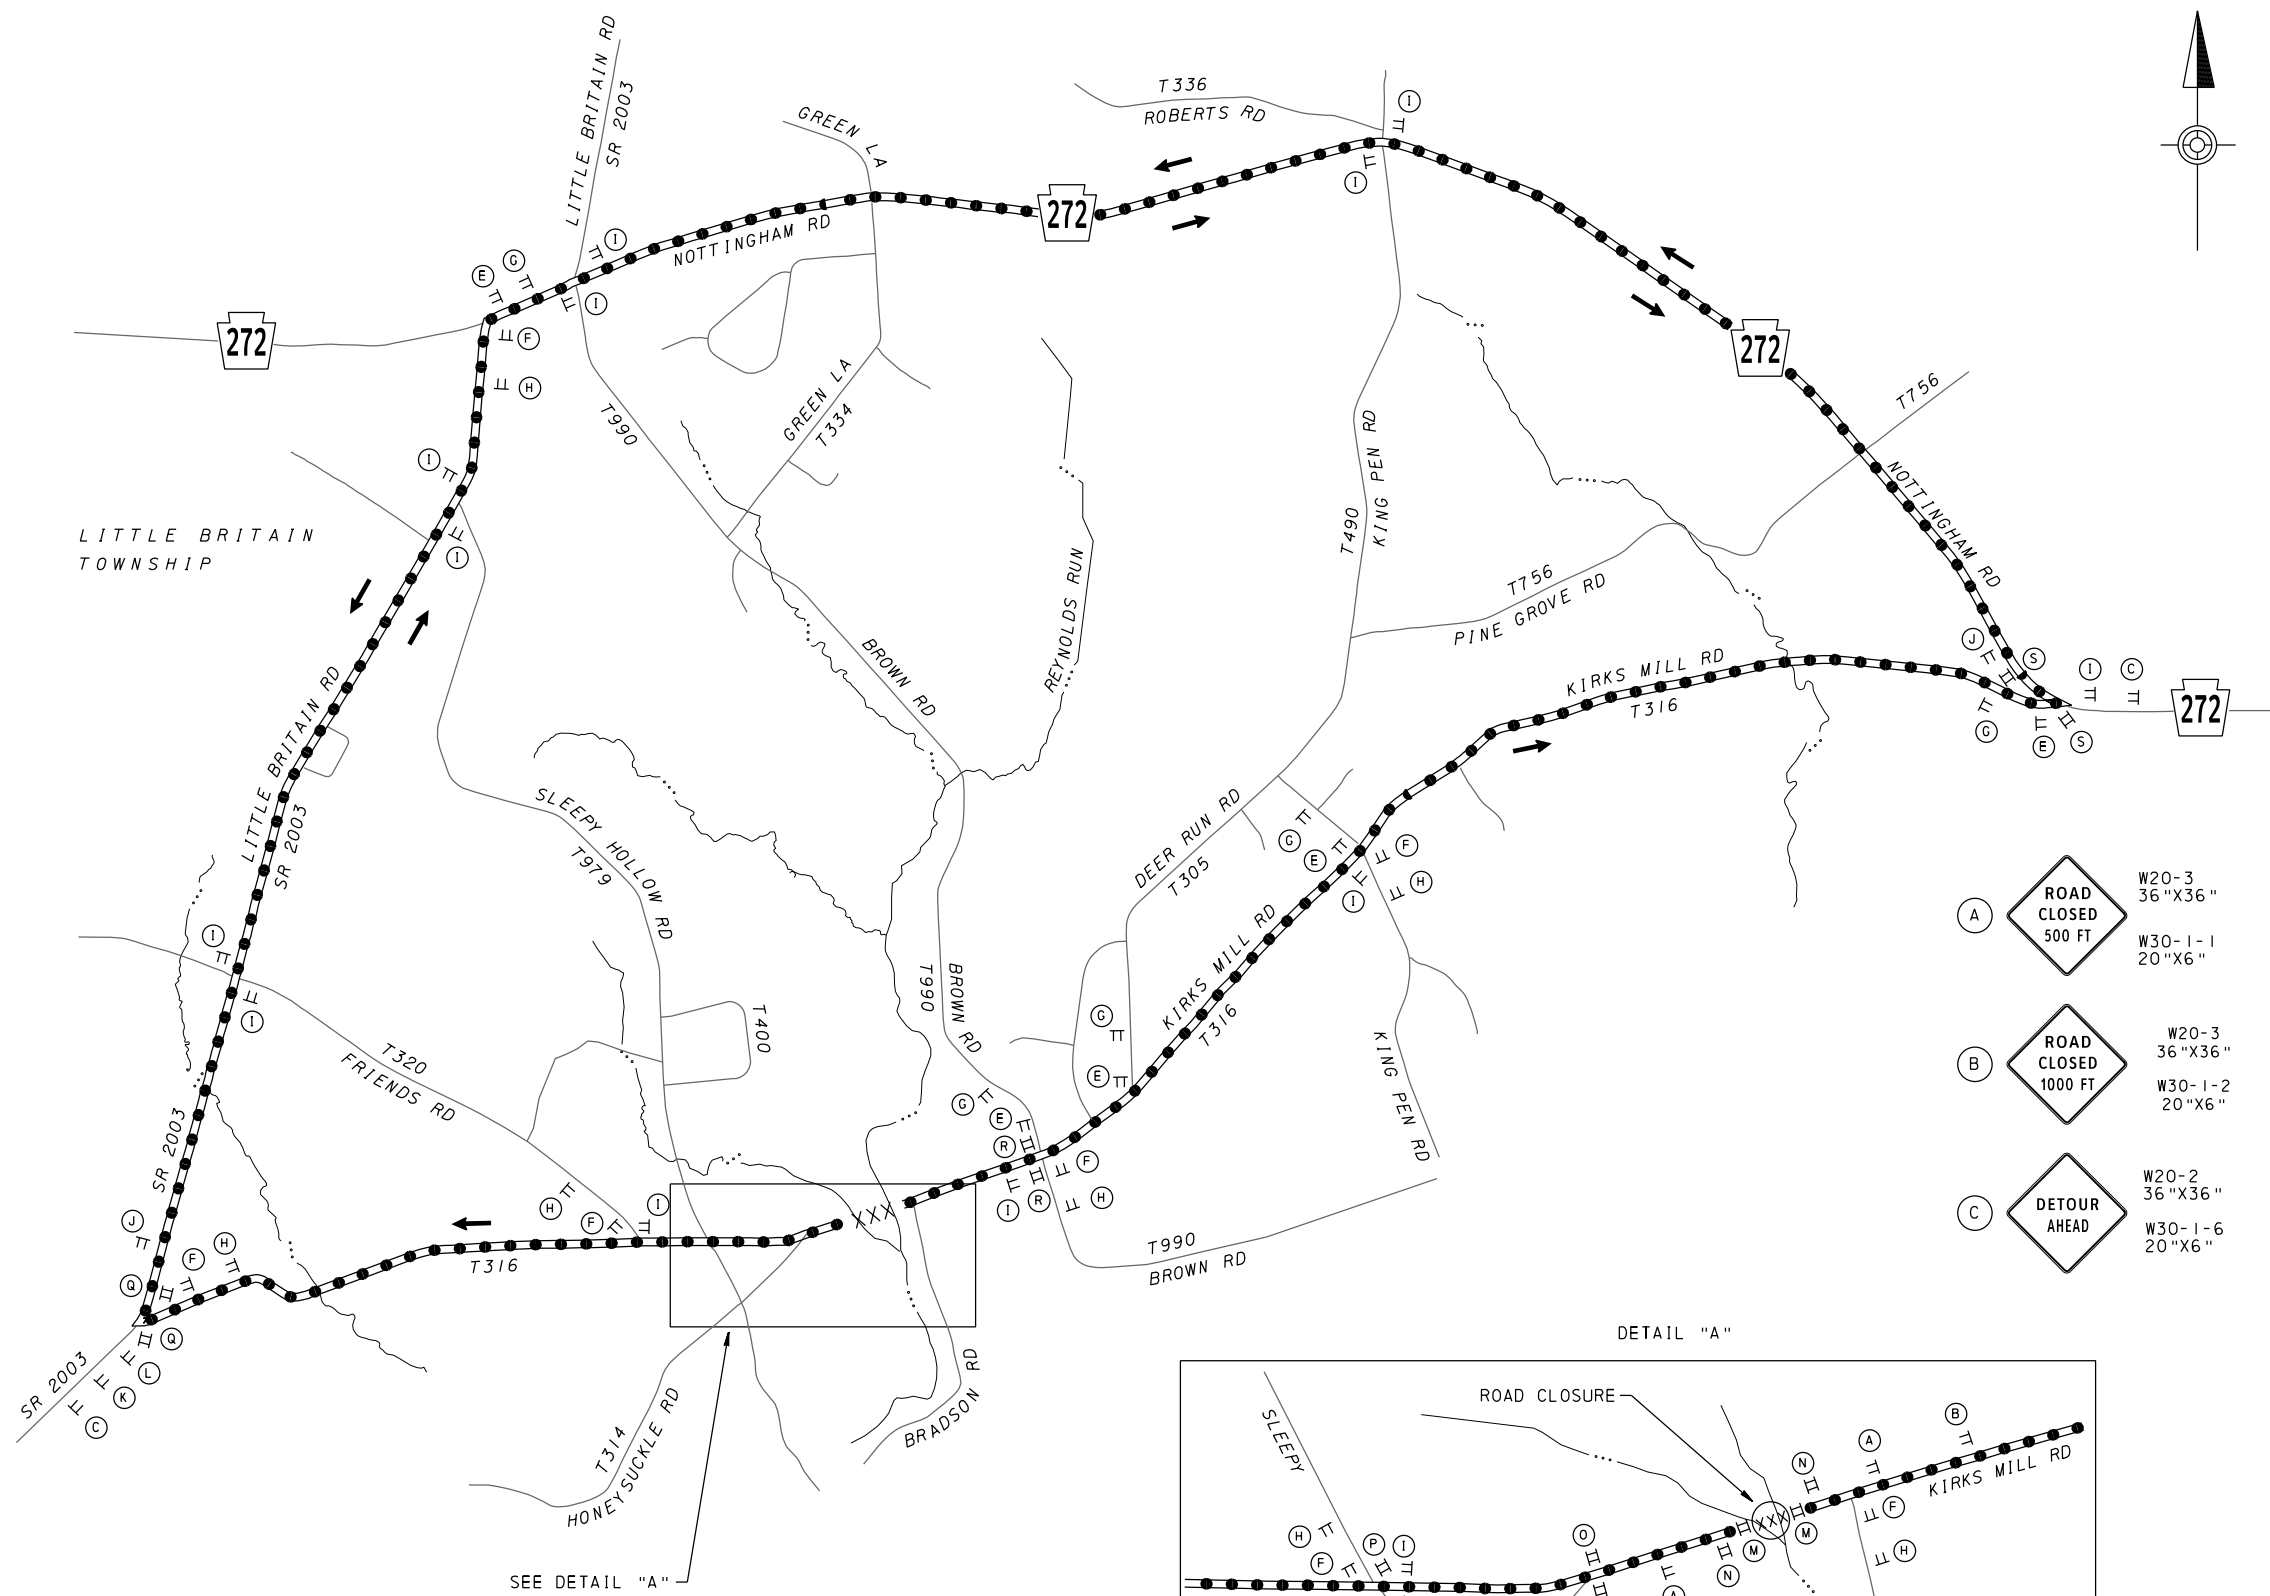 LITTLE BRITAIN RD
SR 2003
GREEN LA
T336
ROBERTS RD
I
I
272
NOTTINGHAM RD
I
G
E
I
F
272
H
272
T990
GREEN LA
T334
T756
KING PEN RD
T490
NOTTINGHAM RD
I
I
LITTLE BRITAIN
TOWNSHIP
REYNOLDS RUN
T756
PINE GROVE RD
J
S
I
C
272
G
E
S
BROWN RD
KIRKS MILL RD
T316
LITTLE BRITAIN RD
SR 2003
SLEEPY HOLLOW RD
T979
DEER RUN RD
T305
G
E
F
H
I
A
ROAD
CLOSED
500 FT
W20-3
36"X36"
W30-1-1
20"X6"
KIRKS MILL RD
T316
I
I
T990
BROWN RD
T400
G
E
T320
FRIENDS RD
KING PEN RD
B
ROAD
CLOSED
1000 FT
W20-3
36"X36"
W30-1-2
20"X6"
G
E
R
F
H
R
I
SR 2003
J
F
H
Q
Q
H
F
I
XXX
T316
T990
BROWN RD
C
DETOUR
AHEAD
W20-2
36"X36"
W30-1-6
20"X6"
SR 2003
L
K
C
BRADSON RD
T314
HONEYSUCKLE RD
SEE DETAIL "A"
DETAIL "A"
ROAD CLOSURE
SLEEPY
B
A
N
KIRKS MILL RD
F
XXX
M
M
H
N
O
H
F
P
I
A